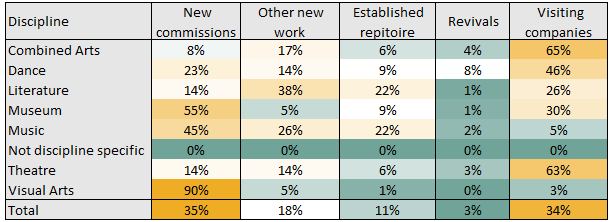 Discipline New commissions Other new work Established repitoire Revivals Visiting companies
Combined Arts 8% 17% 6% 4% 65%
Dance 23% 14% 9% 8% 46%
Literature 14% 38% 22% 1% 26%
Museum 55% 5% 9% 1% 30%
Music 45% 26% 22% 2% 5%
Not discipline specific 0% 0% 0% 0% 0%
Theatre 14% 14% 6% 3% 63%
Visual Arts 90% 5% 1% 0% 3%
Total 35% 18% 11% 3% 34%